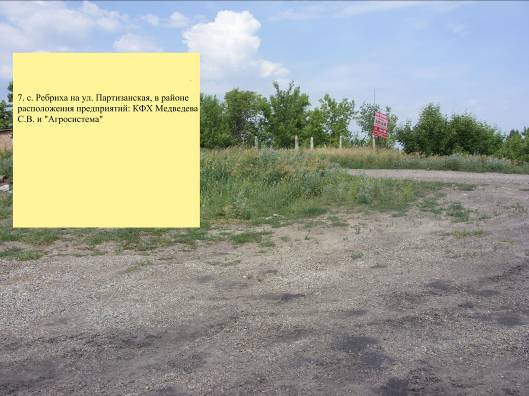 7. с. Ребриха на ул. Партизанская, в районе
расположения предприятий: КФХ Медведева
С.В. и "Агросистема"